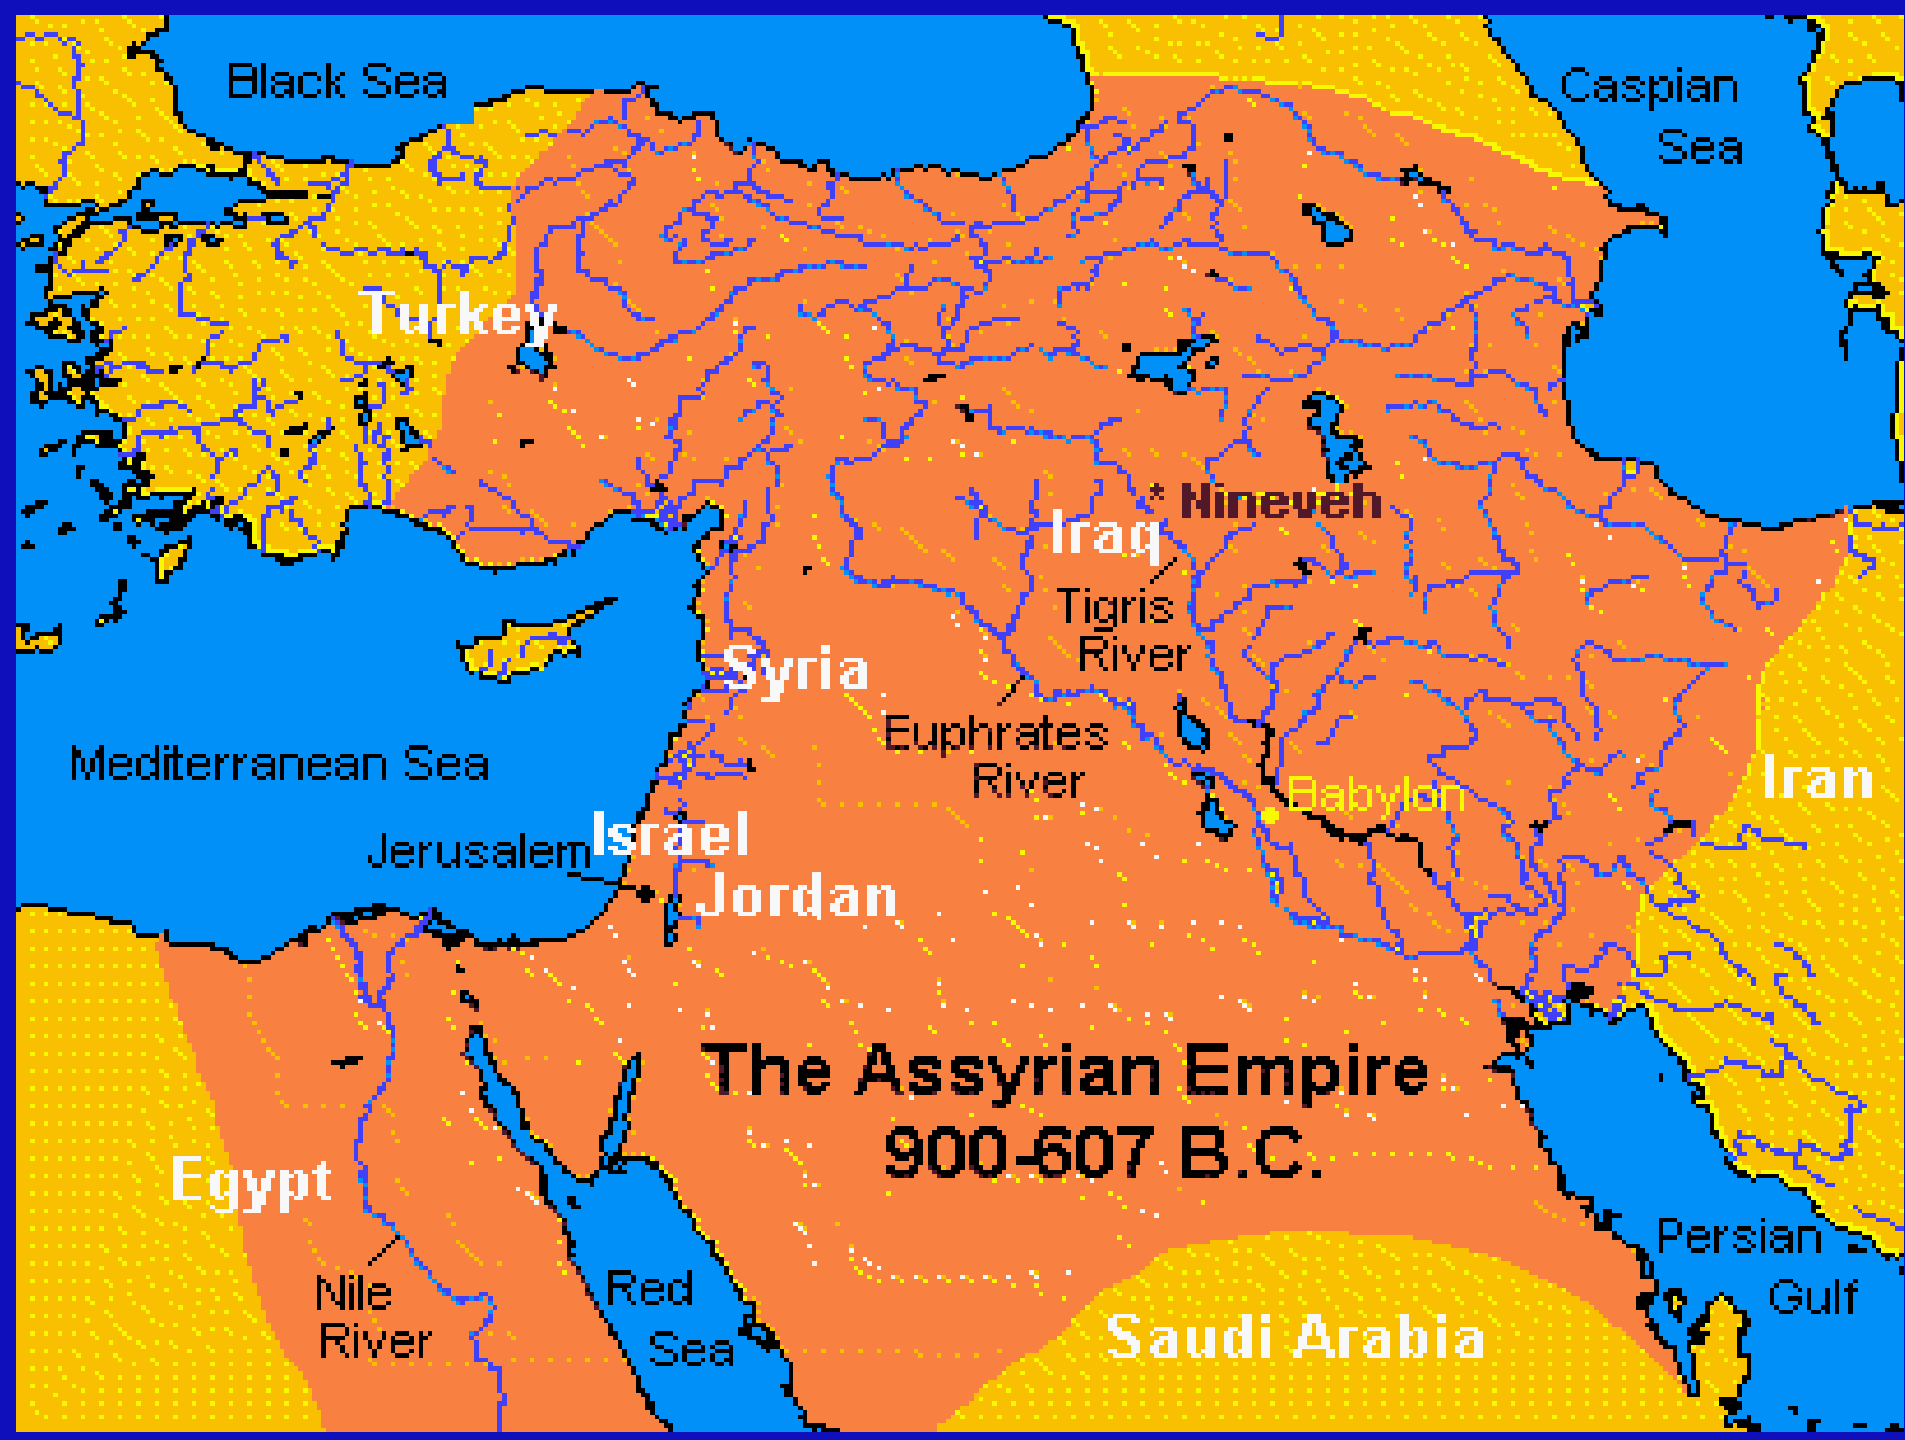 Black Sea
Caspian
Sea
Turkey
* Nineveh
Iraq
Tigris
River
Syria
Euphrates
River
Mediterranean Sea
Iran
Babylon
Israel
Jerusalem
Jordan
The Assyrian Empire
900-607 B.C.
Egypt
Persian
Gulf
Nile
River
Red
Sea
Saudi Arabia